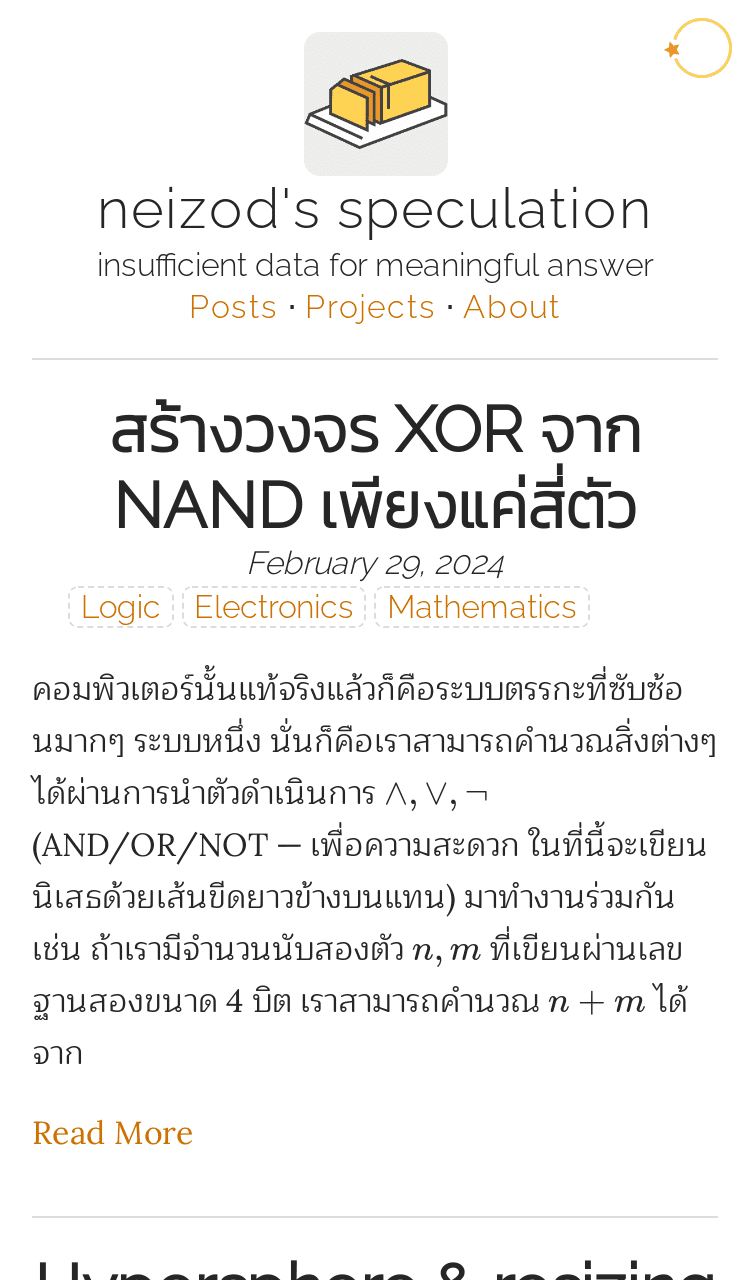 neizod's speculation
insufficient data for meaningful answer
Posts · Projects · About
สร้างวงจร XOR จาก
NAND เพียงแค่สี่ตัว
February 29, 2024
Logic Electronics Mathematics
คอมพิวเตอร์นั้นแท้จริงแล้วก็คือระบบตรรกะที่ซับซ้อ
นมากๆ ระบบหนึ่ง นั่นก็คือเราสามารถคำนวณสิ่งต่างๆ
ได้ผ่านการนำตัวดำเนินการ ∧, ∨, ¬
(AND/OR/NOT — เพื่อความสะดวก ในที่นี้จะเขียน
นิเสธด้วยเส้นขีดยาวข้างบนแทน) มาทำงานร่วมกัน
เช่น ถ้าเรามีจำนวนนับสองตัว n, m ที่เขียนผ่านเลข
ฐานสองขนาด 4 บิต เราสามารถคำนวณ n + m ได้
จาก
Read More
Hypersphere & resizing